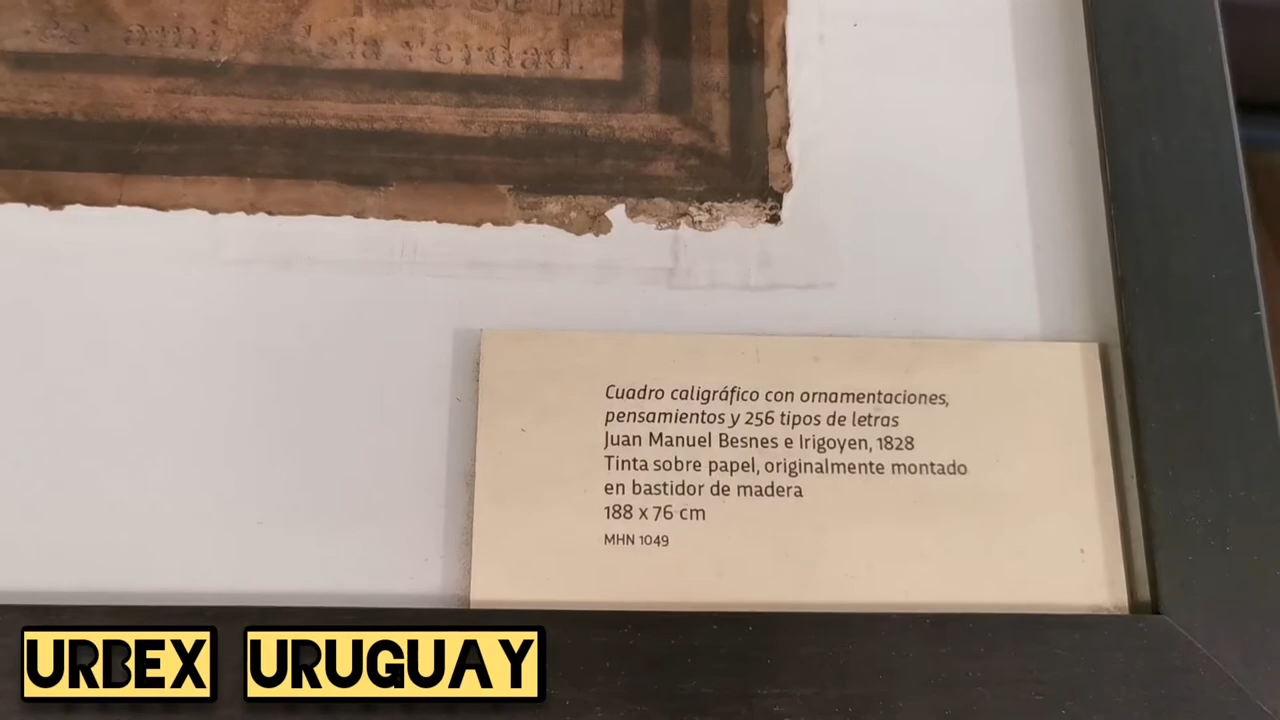 dela verdad.
Cuadro caligráfico con ornamentaciones,
pensamientos y 256 tipos de letras
Juan Manuel Besnes e Irigoyen, 1828
Tinta sobre papel, originalmente montado
en bastidor de madera
188 x 76 cm
MHN 1049
URBEX URUGUAY